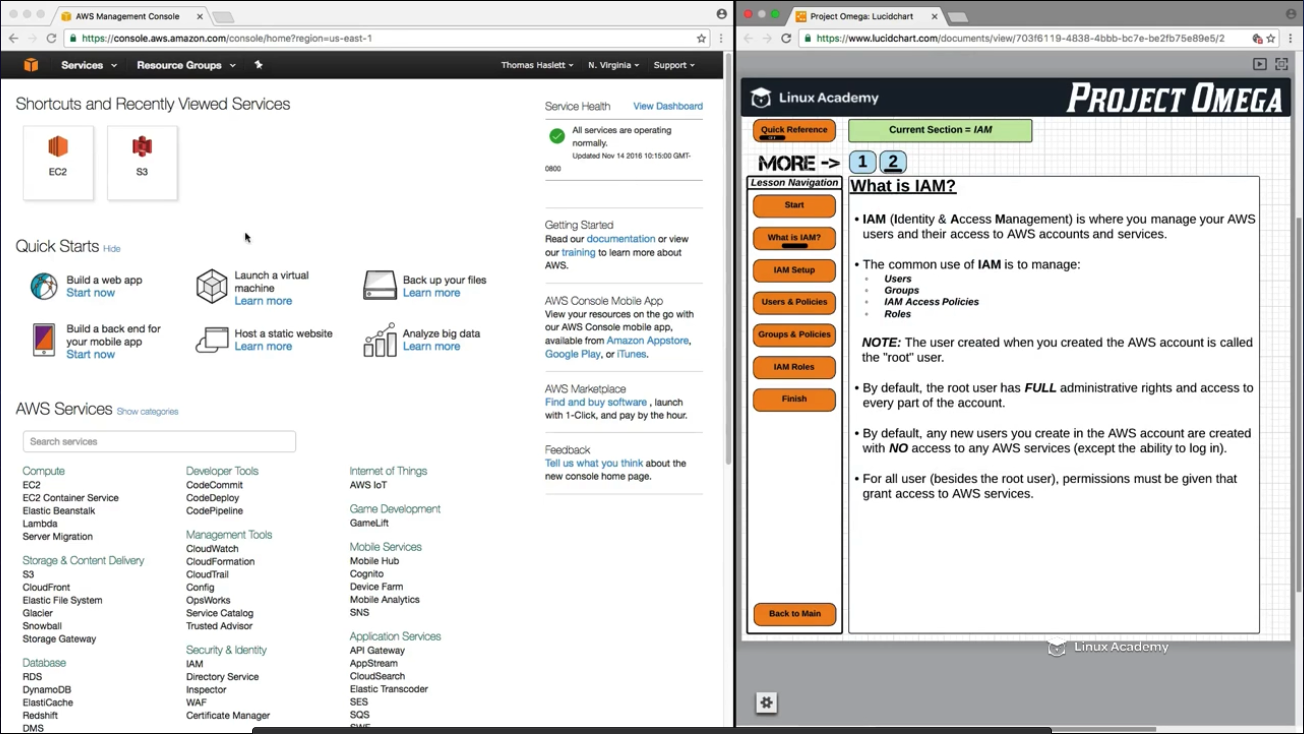 AWS Management Console
https://console.aws.amazon.com/console/home?region=us-east-1
Services
Resource Groups
Thomas Haslett
N. Virginia
Support
Shortcuts and Recently Viewed Services
EC2
S3
Quick Starts Hide
Build a web app
Start now
Launch a virtual
machine
Learn more
Back up your files
Learn more
Build a back end for
your mobile app
Start now
Host a static website
Learn more
Analyze big data
Learn more
AWS Services Show categories
Search services
Compute
EC2
EC2 Container Service
Elastic Beanstalk
Lambda
Server Migration
Storage & Content Delivery
S3
CloudFront
Elastic File System
Glacier
Snowball
Storage Gateway
Database
RDS
DynamoDB
ElastiCache
Redshift
DMS
Developer Tools
CodeCommit
CodeDeploy
CodePipeline
Management Tools
CloudWatch
CloudFormation
CloudTrail
Config
OpsWorks
Service Catalog
Trusted Advisor
Security & Identity
IAM
Directory Service
Inspector
WAF
Certificate Manager
Internet of Things
AWS IoT
Game Development
GameLift
Mobile Services
Mobile Hub
Cognito
Device Farm
Mobile Analytics
SNS
Application Services
API Gateway
AppStream
CloudSearch
Elastic Transcoder
SES
SQS
SWF
Service Health View Dashboard
All services are operating
normally.
Updated Nov 14 2016 10:15:00 GMT-
0800
Getting Started
Read our documentation or view
our training to learn more about
AWS.
AWS Console Mobile App
View your resources on the go with
our AWS Console mobile app,
available from Amazon Appstore,
Google Play, or iTunes.
AWS Marketplace
Find and buy software , launch
with 1-Click, and pay by the hour.
Feedback
Tell us what you think about the
new console home page.
Project Omega: Lucidchart
https://www.lucidchart.com/documents/view/703f6119-4838-4bbb-bc7e-be2fb75e89e5/2
Linux Academy
PROJECT OMEGA
Quick Reference
Current Section = IAM
MORE ->
1
2
Lesson Navigation
Start
What is IAM?
IAM Setup
Users & Policies
Groups & Policies
IAM Roles
Finish
Back to Main
What is IAM?
• IAM (Identity & Access Management) is where you manage your AWS
users and their access to AWS accounts and services.
• The common use of IAM is to manage:
• Users
• Groups
• IAM Access Policies
• Roles
NOTE: The user created when you created the AWS account is called
the "root" user.
• By default, the root user has FULL administrative rights and access to
every part of the account.
• By default, any new users you create in the AWS account are created
with NO access to any AWS services (except the ability to log in).
• For all user (besides the root user), permissions must be given that
grant access to AWS services.
Linux Academy